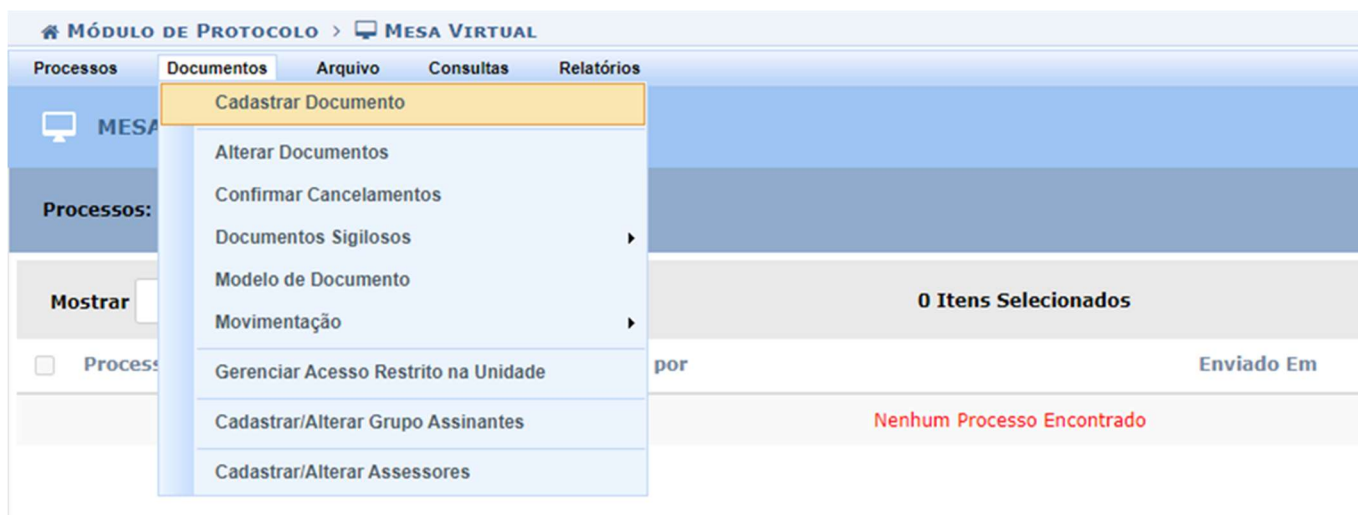 MÓDULO DE PROTOCOLO > MESA VIRTUAL
Processos Documentos Arquivo Consultas Relatórios
Cadastrar Documento
MESA
Alterar Documentos
Confirmar Cancelamentos
Processos:
Documentos Sigilosos
Modelo de Documento
Mostrar 0 Itens Selecionados
Movimentação
Process por Enviado Em
Gerenciar Acesso Restrito na Unidade
Nenhum Processo Encontrado
Cadastrar/Alterar Grupo Assinantes
Cadastrar/Alterar Assessores